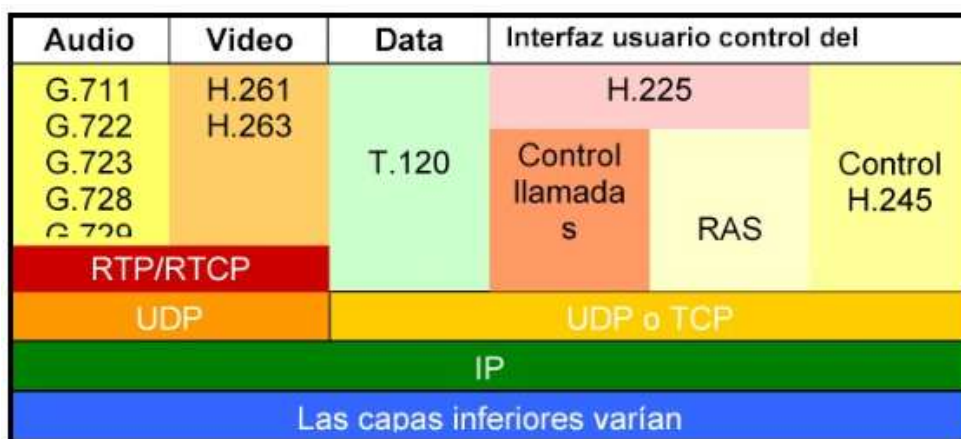 Audio Video Data Interfaz usuario control del
G.711 H.261 H.225
G.722 H.263
G.723 T.120 Control Control
G.728 llamada H.245
G.729 s RAS
RTP/RTCP
UDP UDP o TCP
IP
Las capas inferiores varían